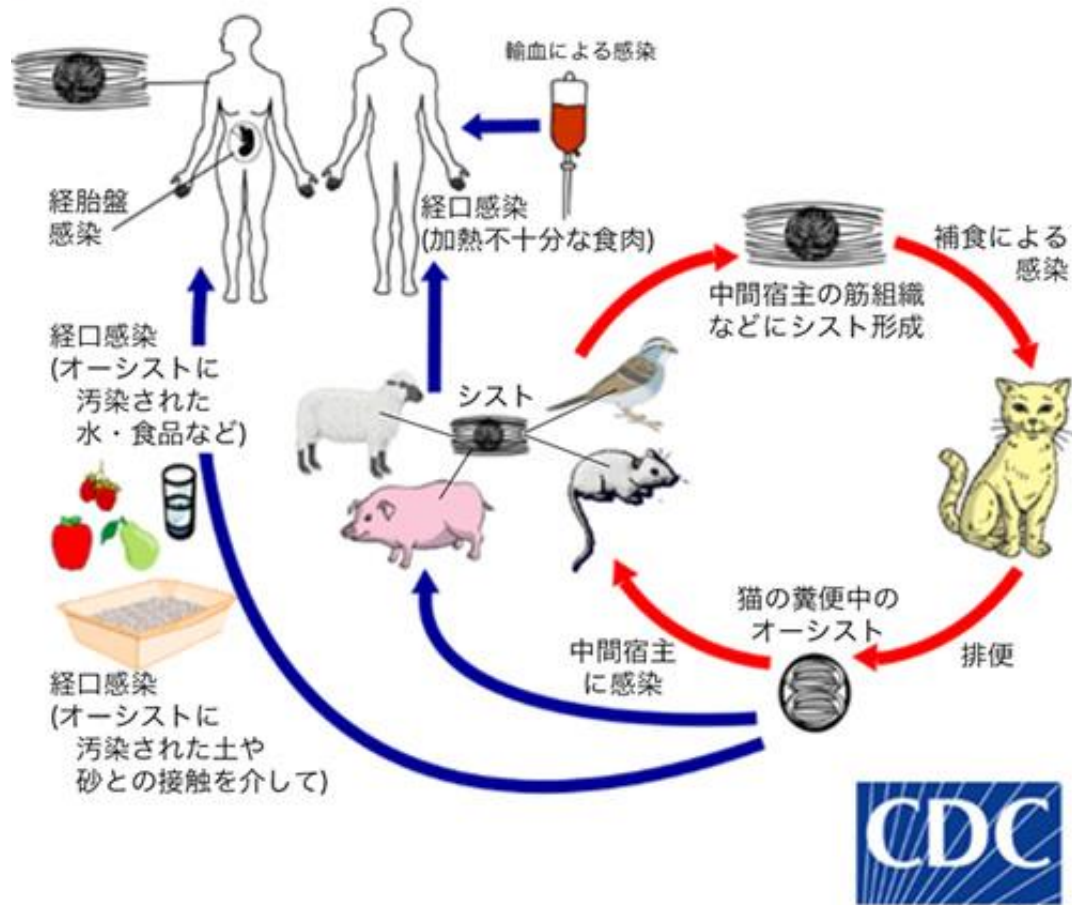 輸血による感染
経胎盤
感染
経口感染
(加熱不十分な食肉)
補食による
感染
中間宿主の筋組織
などにシスト形成
経口感染
(オーシストに
汚染された
水・食品など)
シスト
猫の糞便中の
オーシスト
排便
中間宿主
に感染
経口感染
(オーシストに
汚染された土や
砂との接触を介して)
CDC